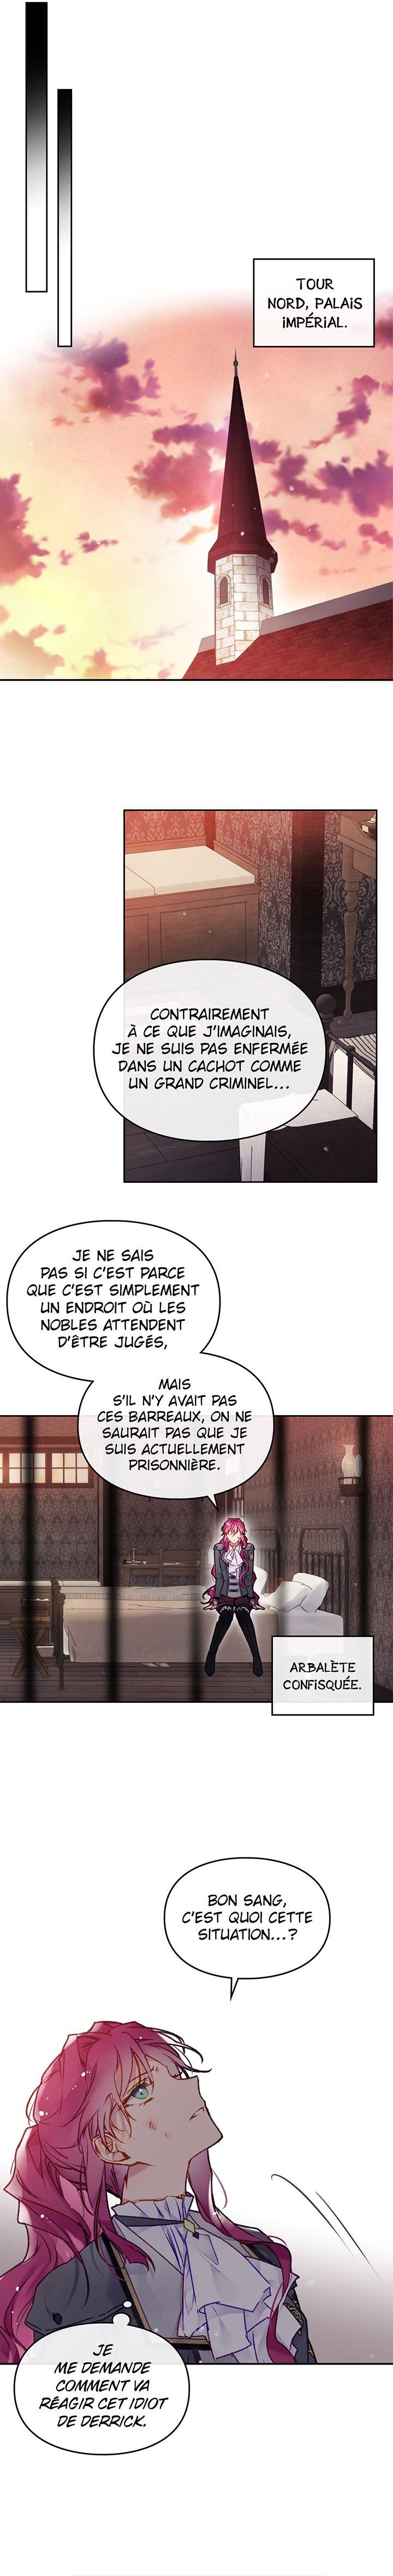 TOUR
NORD, PALAIS
IMPÉRIAL.
CONTRAIREMENT
À CE QUE J'IMAGINAIS,
JE NE SUIS PAS ENFERMÉE
DANS UN CACHOT COMME
UN GRAND CRIMINEL...
JE NE SAIS
PAS SI C'EST PARCE
QUE C'EST SIMPLEMENT
UN ENDROIT OÙ LES
NOBLES ATTENDENT
D'ÊTRE JUGÉS,
MAIS
S'IL N'Y AVAIT PAS
CES BARREAUX, ON NE
SAURAIT PAS QUE JE
SUIS ACTUELLEMENT
PRISONNIÈRE.
ARBALÈTE
CONFISQUÉE.
BON SANG,
C'EST QUOI CETTE
SITUATION...?
JE
ME DEMANDE
COMMENT VA
RÉAGIR CET IDIOT
DE DERRICK.